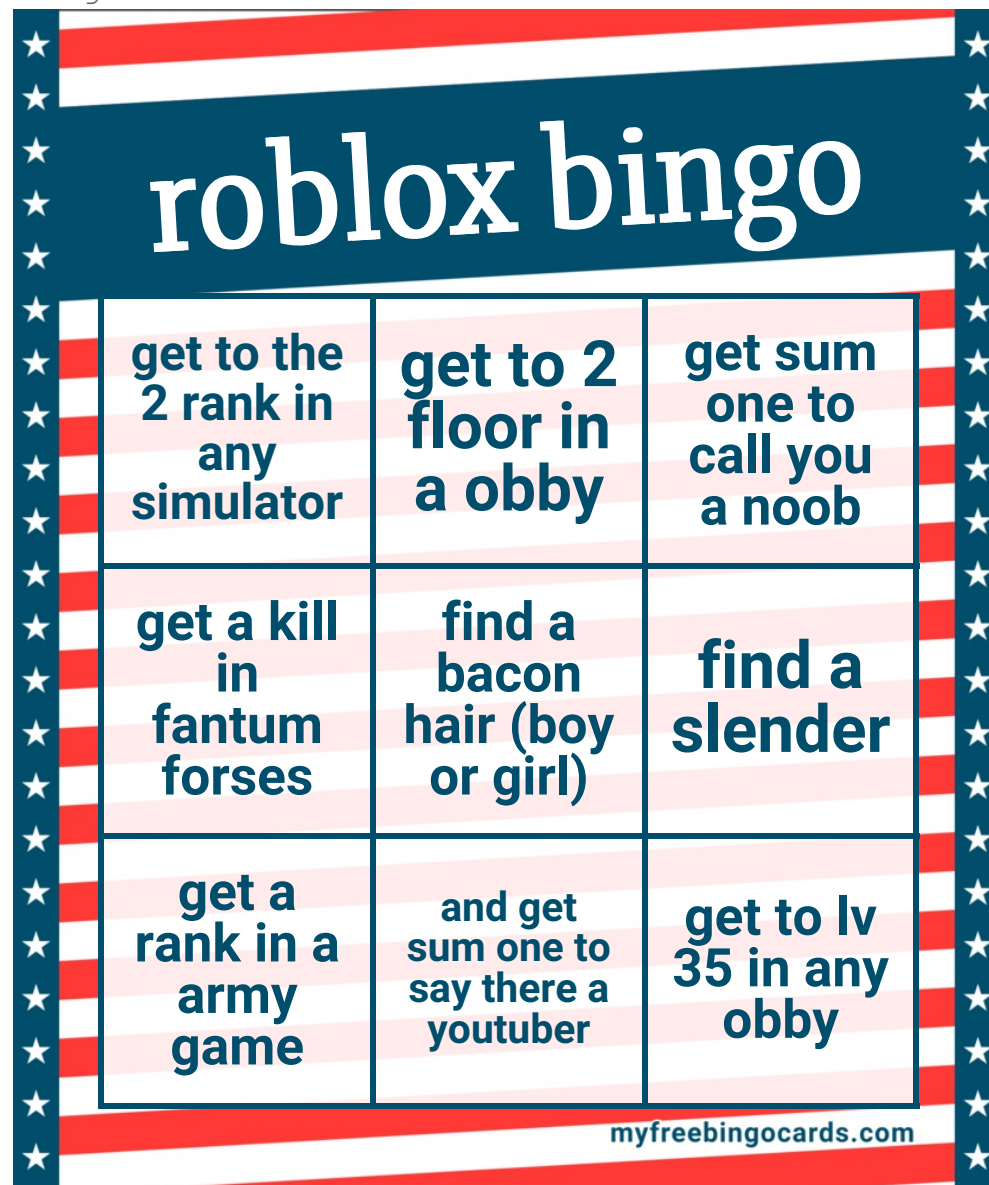 roblox bingo
get to the
2 rank in
any
simulator
get to 2
floor in
a obby
get sum
one to
call you
a noob
get a kill
in
fantum
forses
find a
bacon
hair (boy
or girl)
find a
slender
get a
rank in a
army
game
and get
sum one to
say there a
youtuber
get to lv
35 in any
obby
myfreebingocards.com